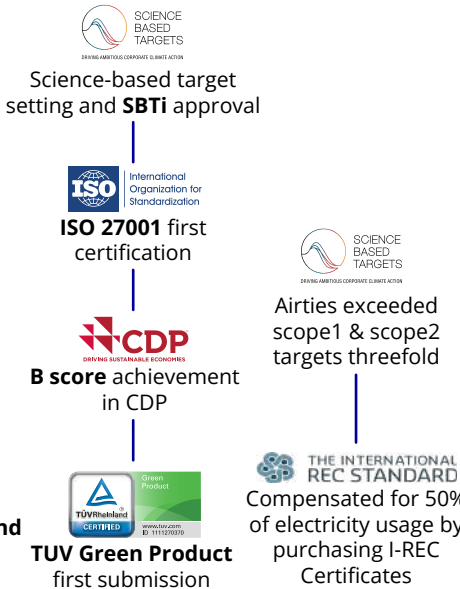 SCIENCE
BASED
TARGETS
DRIVING AMBITIOUS CORPORATE CLIMATE ACTION
Science-based target
setting and SBTi approval
ISO
International
Organization for
Standardization
ISO 27001 first
certification
CDP
DRIVING SUSTAINABLE ECONOMIES
B score achievement
in CDP
TÜVRheinland
CERTIFIED
Green
Product
www.tuv.com
ID 1111270370
nd
TUV Green Product
first submission
SCIENCE
BASED
TARGETS
DRIVING AMBITIOUS CORPORATE CLIMATE ACTION
Airties exceeded
scope1 & scope2
targets threefold
THE INTERNATIONAL
REC STANDARD
Compensated for 50%
of electricity usage by
purchasing I-REC
Certificates